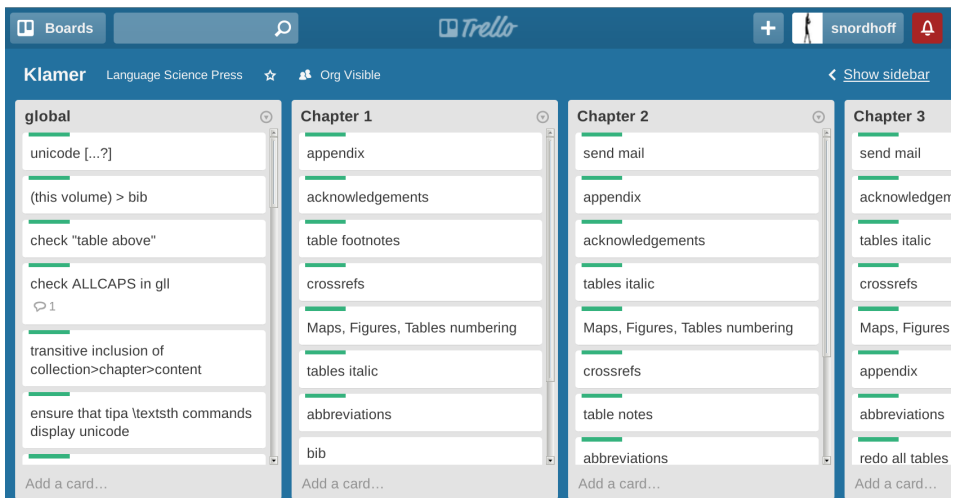 Boards
Trello
snordhoff
Klamer
Language Science Press
Org Visible
Show sidebar
global
unicode [...?]
(this volume) > bib
check "table above"
check ALLCAPS in gll
1
transitive inclusion of
collection>chapter>content
ensure that tipa \textsth commands
display unicode
Add a card…
Chapter 1
appendix
acknowledgements
table footnotes
crossrefs
Maps, Figures, Tables numbering
tables italic
abbreviations
bib
Add a card…
Chapter 2
send mail
appendix
acknowledgements
tables italic
Maps, Figures, Tables numbering
crossrefs
table notes
abbreviations
Add a card…
Chapter 3
send mail
acknowledgem
tables italic
crossrefs
Maps, Figures
appendix
abbreviations
redo all tables
Add a card…